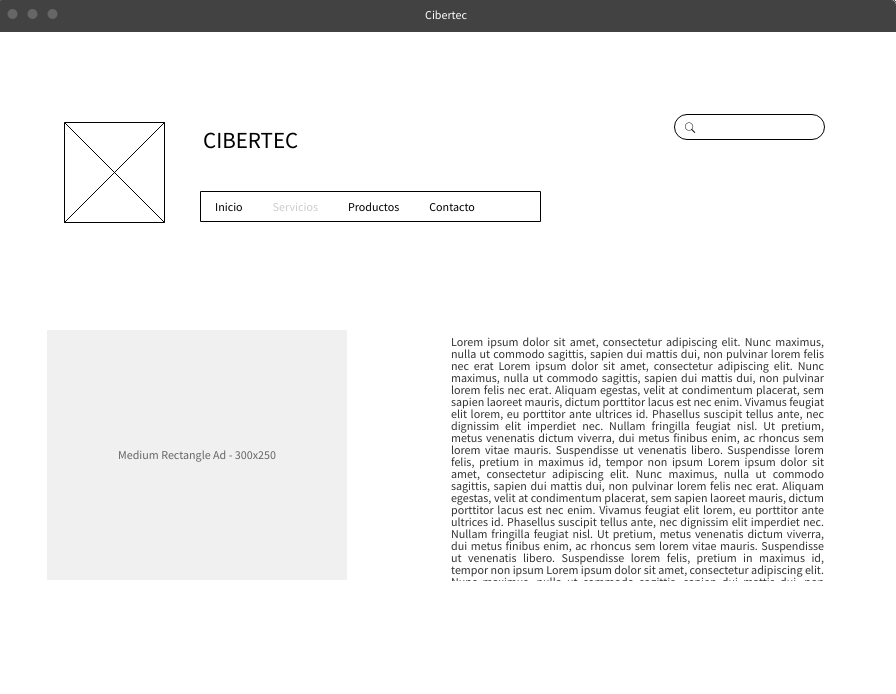 Cibertec
CIBERTEC
Inicio Servicios Productos Contacto
Medium Rectangle Ad - 300x250
Lorem ipsum dolor sit amet, consectetur adipiscing elit. Nunc maximus,
nulla ut commodo sagittis, sapien dui mattis dui, non pulvinar lorem felis
nec erat Lorem ipsum dolor sit amet, consectetur adipiscing elit. Nunc
maximus, nulla ut commodo sagittis, sapien dui mattis dui, non pulvinar
lorem felis nec erat. Aliquam egestas, velit at condimentum placerat, sem
sapien laoreet mauris, dictum porttitor lacus est nec enim. Vivamus feugiat
elit lorem, eu porttitor ante ultrices id. Phasellus suscipit tellus ante, nec
dignissim elit imperdiet nec. Nullam fringilla feugiat nisl. Ut pretium,
metus venenatis dictum viverra, dui metus finibus enim, ac rhoncus sem
lorem vitae mauris. Suspendisse ut venenatis libero. Suspendisse lorem
felis, pretium in maximus id, tempor non ipsum Lorem ipsum dolor sit
amet, consectetur adipiscing elit. Nunc maximus, nulla ut commodo
sagittis, sapien dui mattis dui, non pulvinar lorem felis nec erat. Aliquam
egestas, velit at condimentum placerat, sem sapien laoreet mauris, dictum
porttitor lacus est nec enim. Vivamus feugiat elit lorem, eu porttitor ante
ultrices id. Phasellus suscipit tellus ante, nec dignissim elit imperdiet nec.
Nullam fringilla feugiat nisl. Ut pretium, metus venenatis dictum viverra,
dui metus finibus enim, ac rhoncus sem lorem vitae mauris. Suspendisse
ut venenatis libero. Suspendisse lorem felis, pretium in maximus id,
tempor non ipsum Lorem ipsum dolor sit amet, consectetur adipiscing elit.